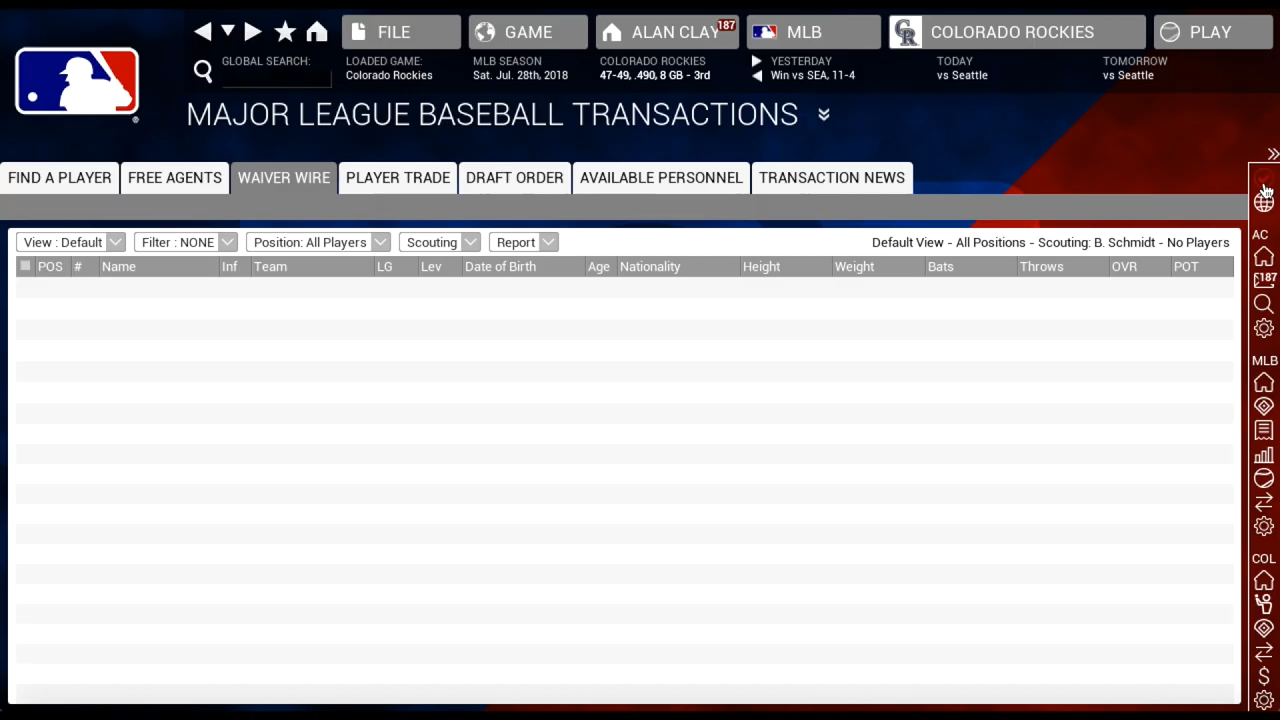 FILE
GAME
ALAN CLAY
187
MLB
CR
COLORADO ROCKIES
PLAY
GLOBAL SEARCH:
LOADED GAME:
Colorado Rockies
MLB SEASON
Sat. Jul. 28th, 2018
COLORADO ROCKIES
47-49, .490, 8 GB - 3rd
YESTERDAY
Win vs SEA, 11-4
TODAY
vs Seattle
TOMORROW
vs Seattle
MAJOR LEAGUE BASEBALL TRANSACTIONS
FIND A PLAYER
FREE AGENTS
WAIVER WIRE
PLAYER TRADE
DRAFT ORDER
AVAILABLE PERSONNEL
TRANSACTION NEWS
View : Default
Filter : NONE
Position: All Players
Scouting
Report
Default View - All Positions - Scouting: B. Schmidt - No Players
POS # Name Inf Team LG Lev Date of Birth Age Nationality Height Weight Bats Throws OVR POT
AC
187
MLB
COL
$